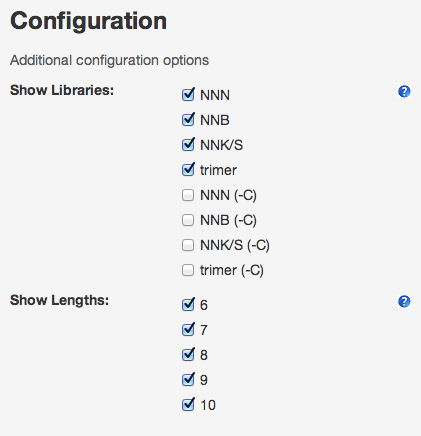 Configuration
Additional configuration options
Show Libraries:
NNN
NNB
NNK/S
trimer
NNN (-C)
NNB (-C)
NNK/S (-C)
trimer (-C)
Show Lengths:
6
7
8
9
10